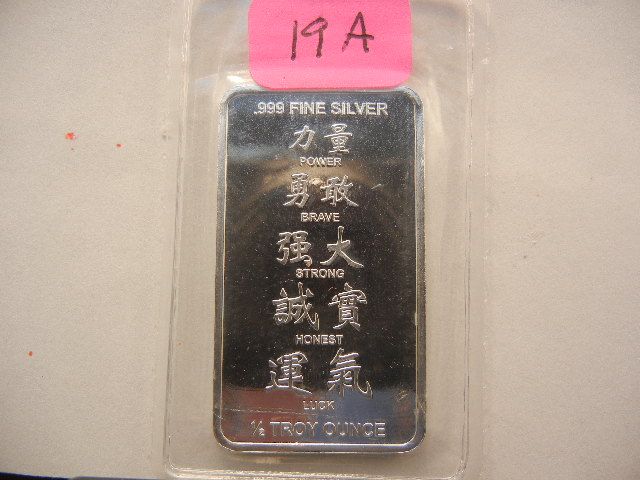 19A
.999 FINE SILVER
力量
POWER
勇敢
BRAVE
强大
STRONG
誠實
HONEST
運氣
LUCK
½ TROY OUNCE